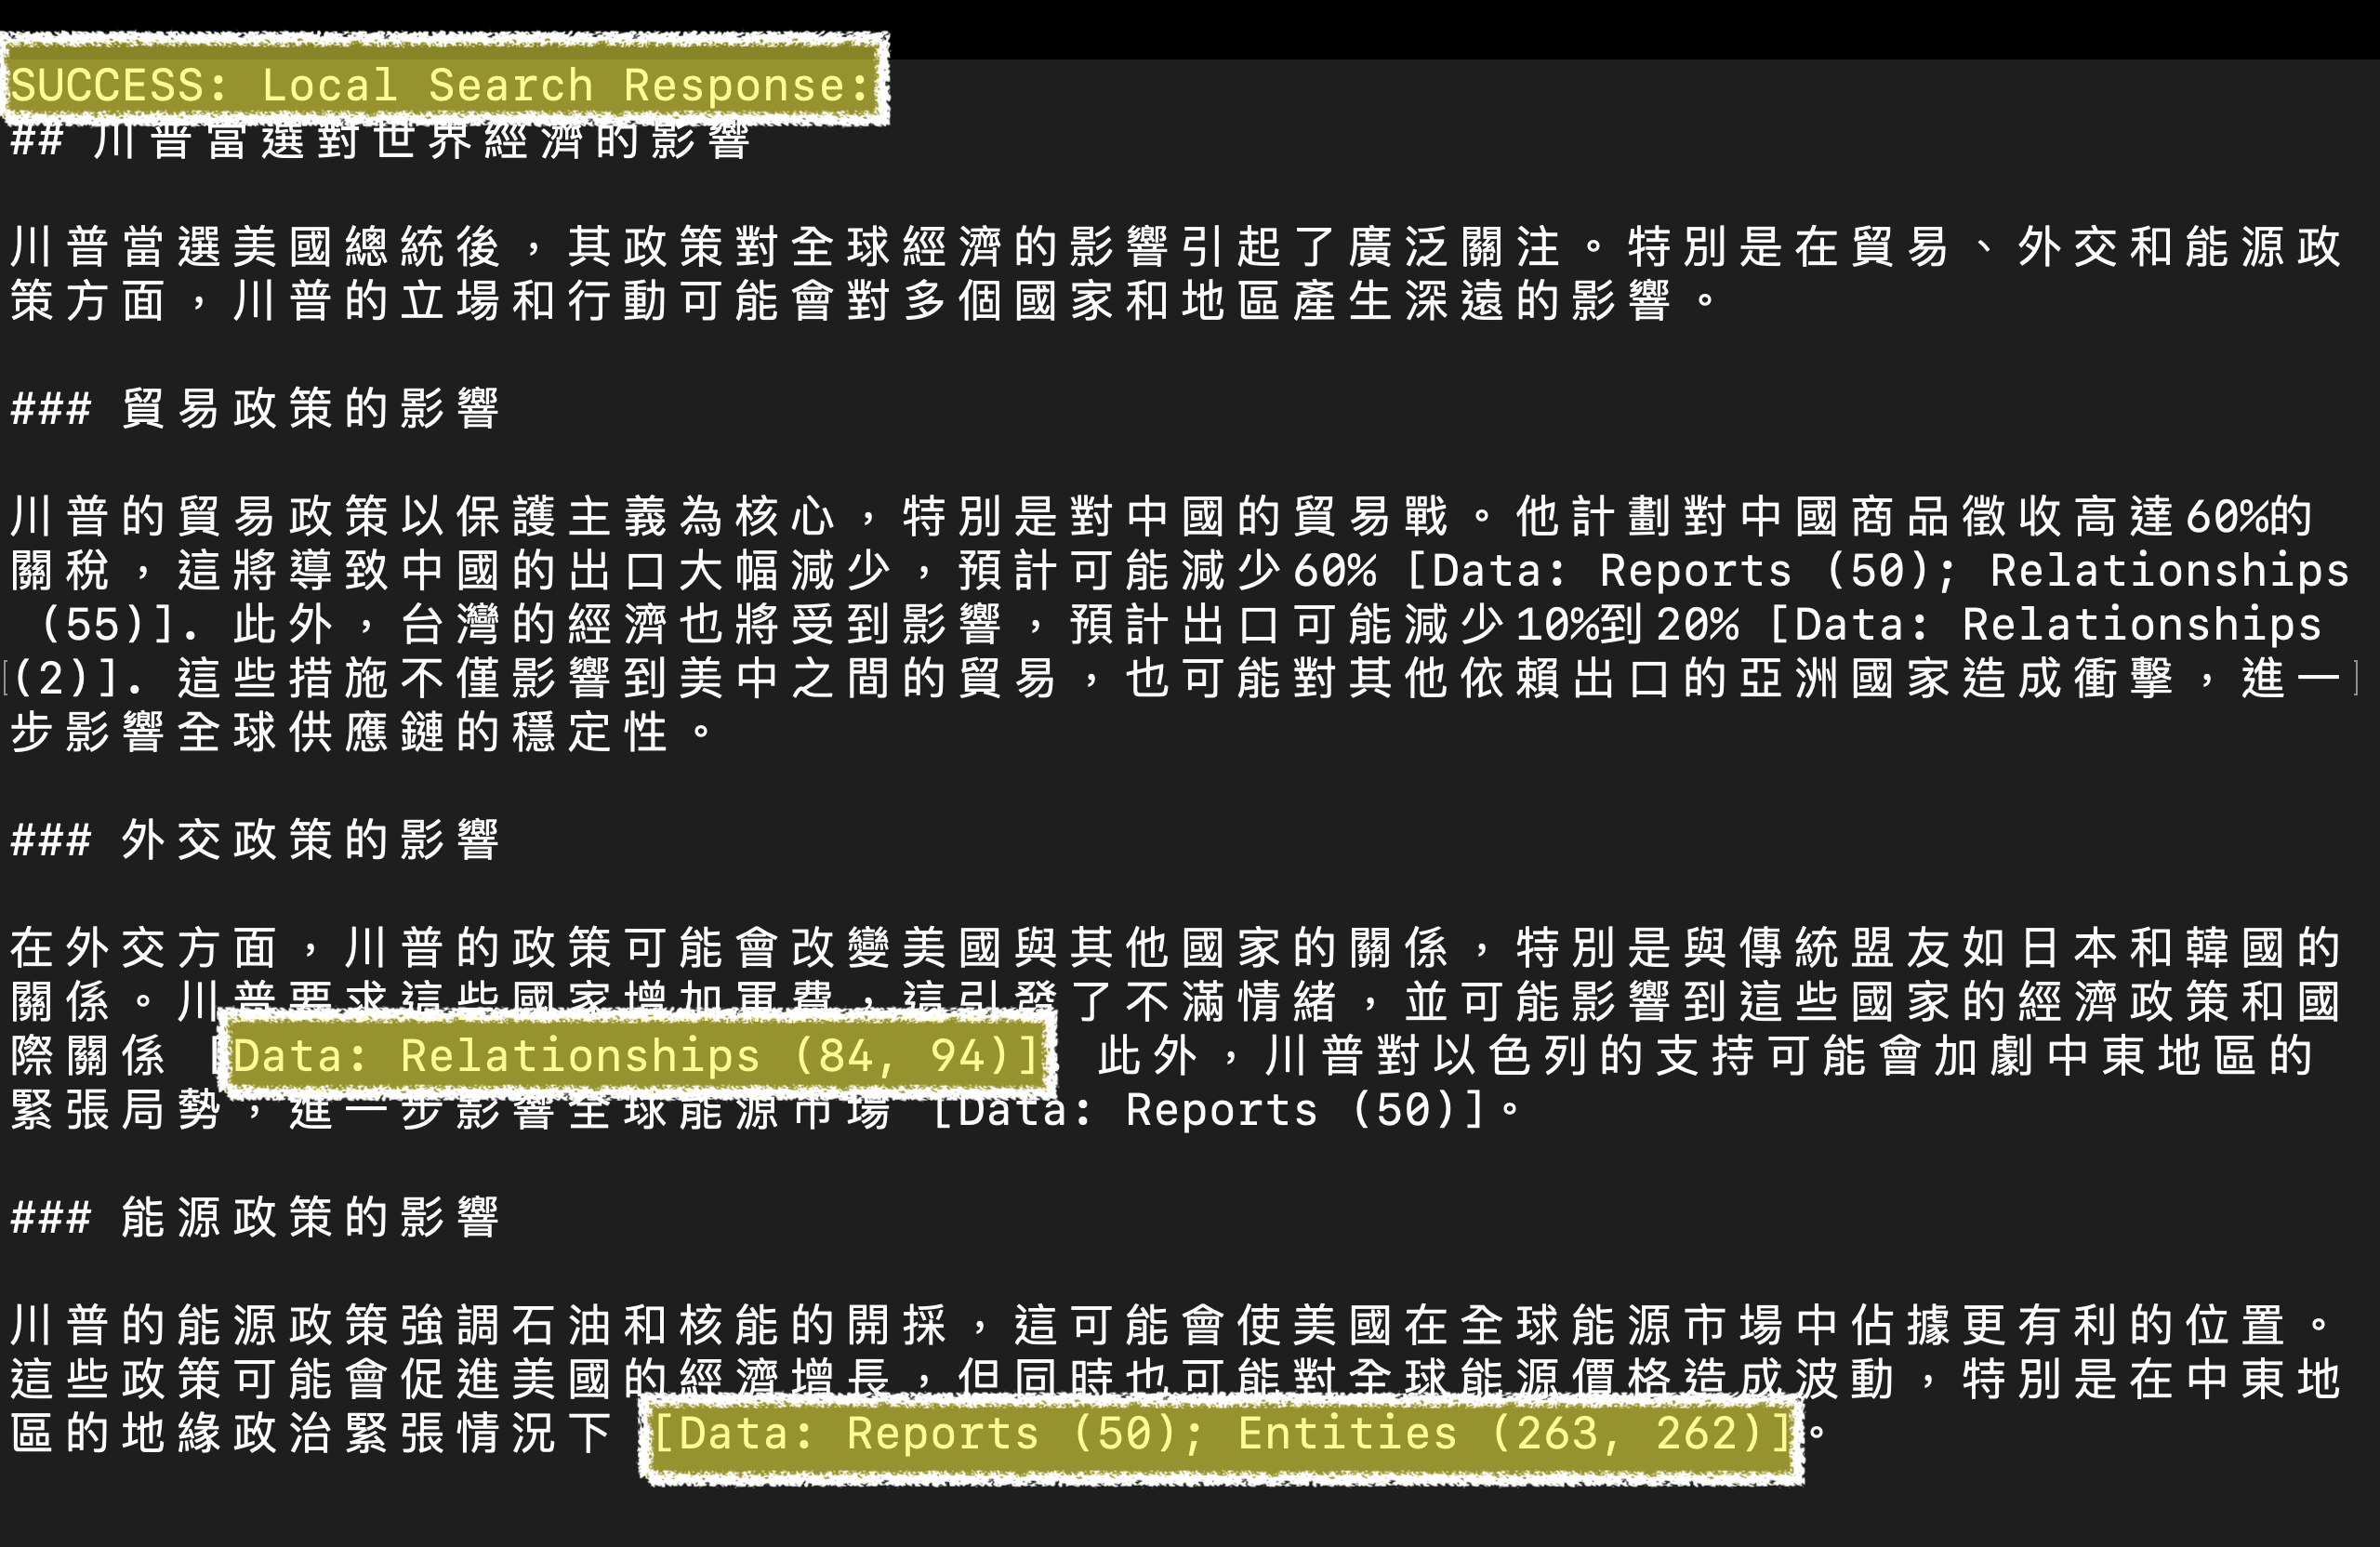 SUCCESS: Local Search Response:
## 川普當選對世界經濟的影響
川普當選美國總統後，其政策對全球經濟的影響引起了廣泛關注。特別是在貿易、外交和能源政
策方面，川普的立場和行動可能會對多個國家和地區產生深遠的影響。
### 貿易政策的影響
川普的貿易政策以保護主義為核心，特別是對中國的貿易戰。他計劃對中國商品徵收高達60%的
關稅，這將導致中國的出口大幅減少，預計可能減少60% [Data: Reports (50); Relationships
(55)]. 此外，台灣的經濟也將受到影響，預計出口可能減少10%到20% [Data: Relationships
(2)]. 這些措施不僅影響到美中之間的貿易，也可能對其他依賴出口的亞洲國家造成衝擊，進一
步影響全球供應鏈的穩定性。
### 外交政策的影響
在外交方面，川普的政策可能會改變美國與其他國家的關係，特別是與傳統盟友如日本和韓國的
關係。川普要求這些國家增加軍費，這引發了不滿情緒，並可能影響到這些國家的經濟政策和國
際關係 [Data: Relationships (84, 94)] 此外，川普對以色列的支持可能會加劇中東地區的
緊張局勢，進一步影響全球能源市場 [Data: Reports (50)]。
### 能源政策的影響
川普的能源政策強調石油和核能的開採，這可能會使美國在全球能源市場中佔據更有利的位置。
這些政策可能會促進美國的經濟增長，但同時也可能對全球能源價格造成波動，特別是在中東地
區的地緣政治緊張情況下 [Data: Reports (50); Entities (263, 262)]。